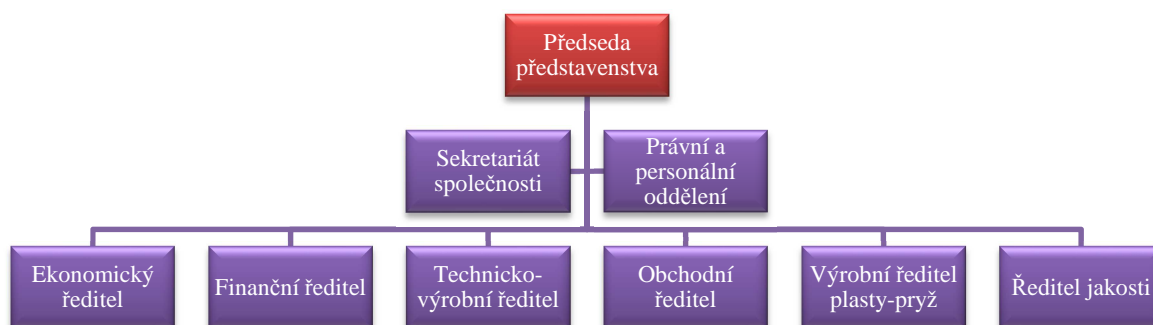 Předseda
představenstva
Sekretariát
společnosti
Právní a
personální
oddělení
Ekonomický
ředitel
Finanční ředitel
Technicko-
výrobní ředitel
Obchodní
ředitel
Výrobní ředitel
plasty-pryž
Ředitel jakosti